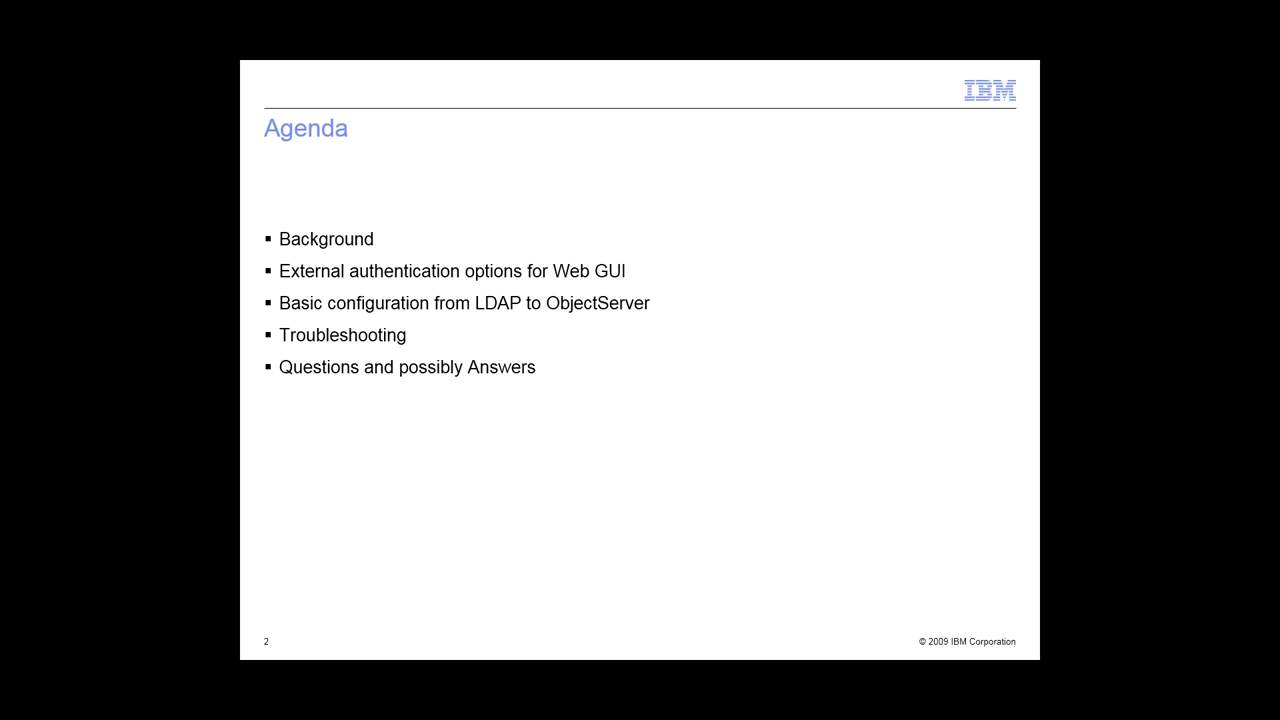 IBM
Agenda
▪ Background
▪ External authentication options for Web GUI
▪ Basic configuration from LDAP to ObjectServer
▪ Troubleshooting
▪ Questions and possibly Answers
2
© 2009 IBM Corporation